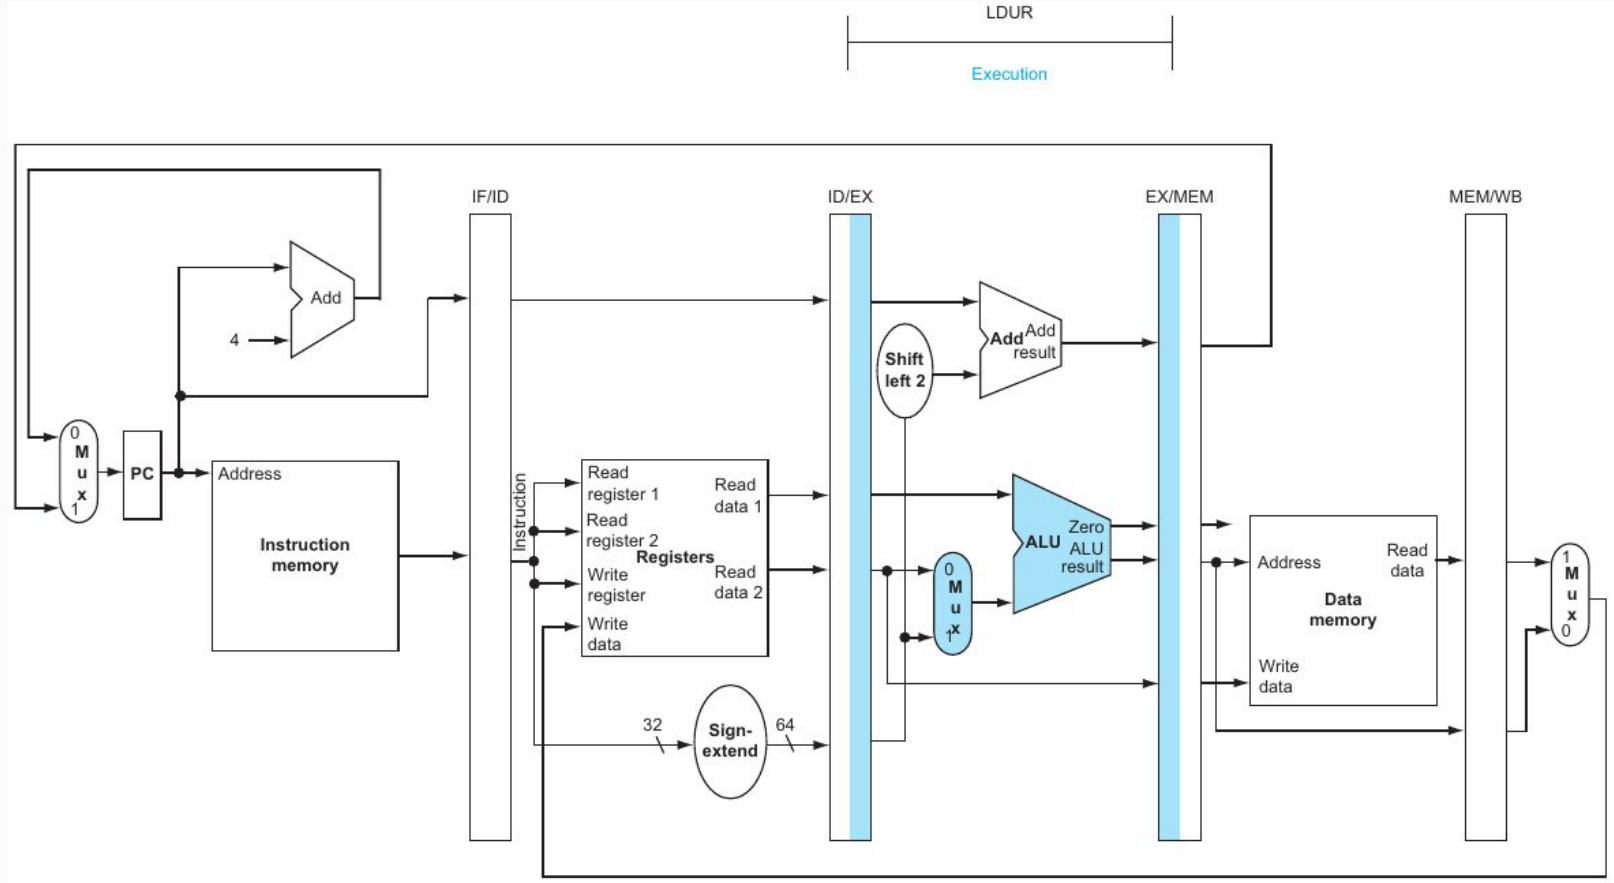 LDUR
Execution
IF/ID
ID/EX
EX/MEM
MEM/WB
Add
4
Add
Add
result
Shift
left 2
0
M
u
x
1
PC
Address
Instruction
memory
Instruction
Read
register 1
Read
register 2
Write
register
Write
data
Registers
Read
data 1
Read
data 2
0
M
u
x
1
ALU
Zero
ALU
result
Address
Read
data
Data
memory
Write
data
1
M
u
x
0
32
Sign-
extend
64